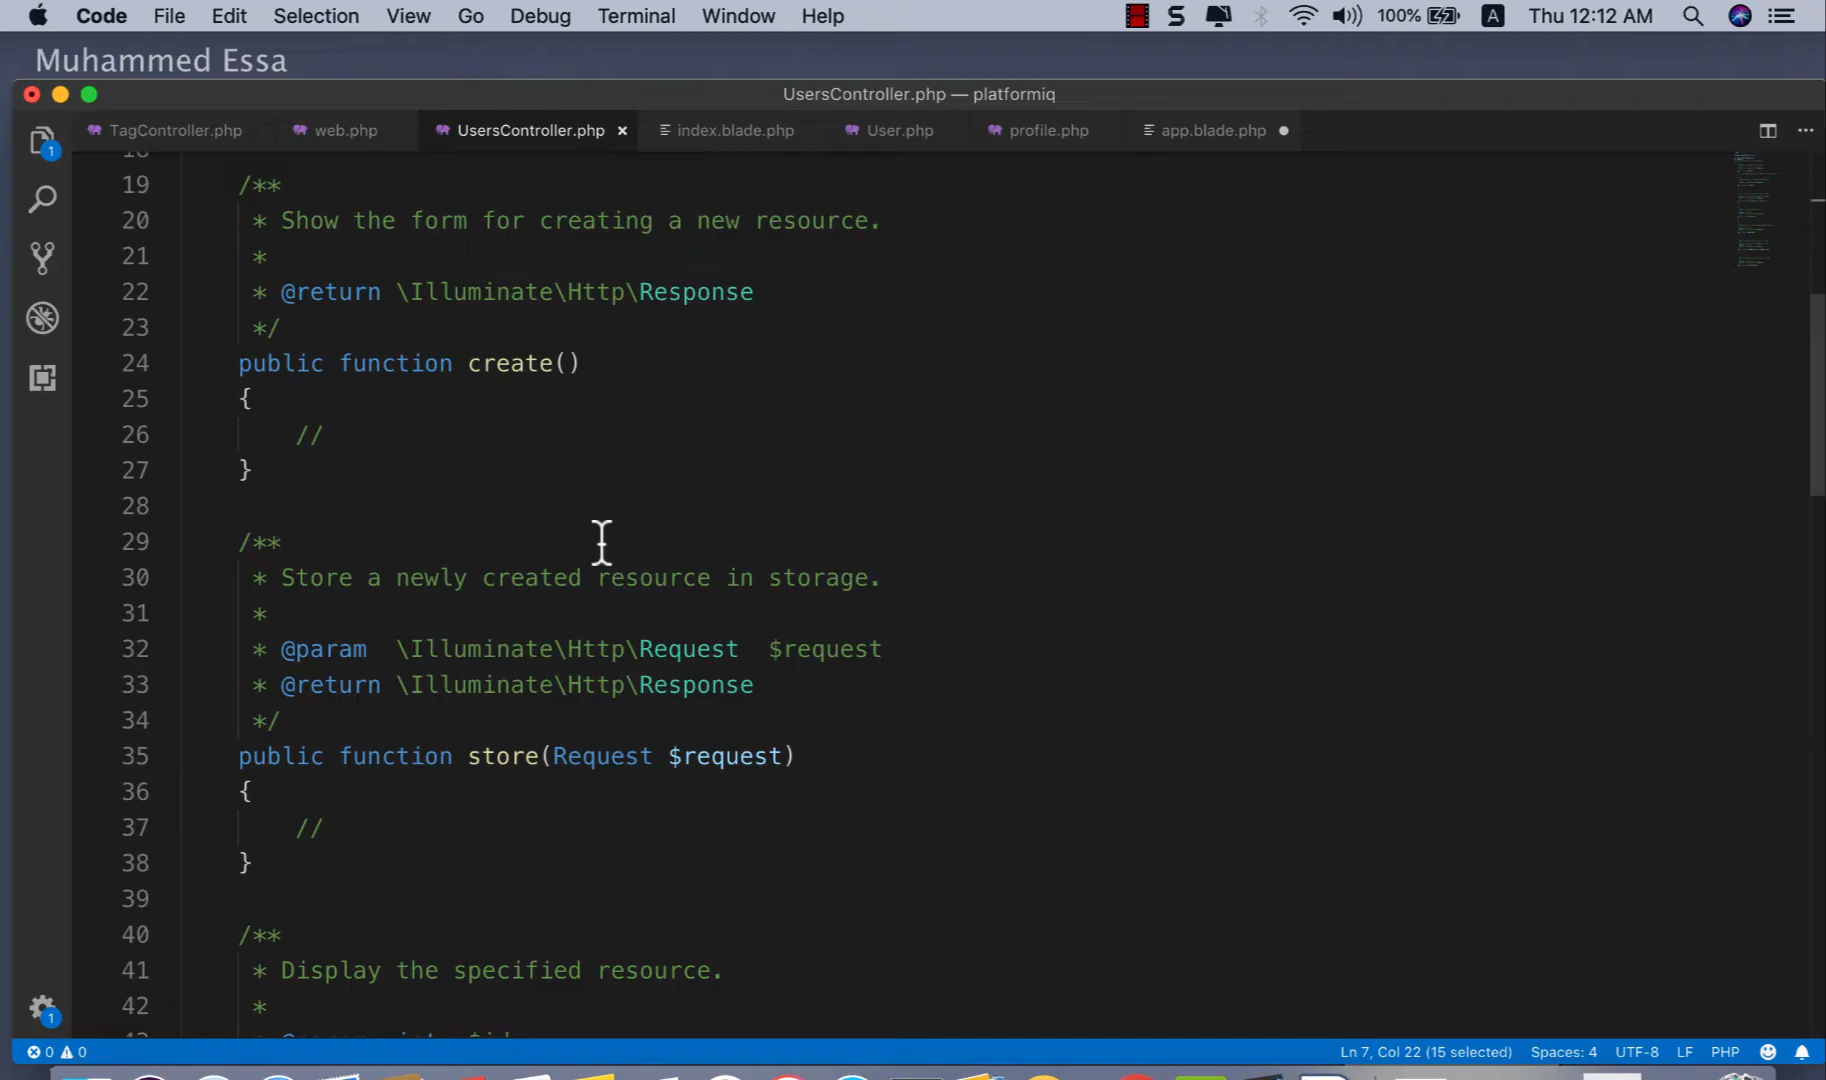 Code File Edit Selection View Go Debug Terminal Window Help 100% A Thu 12:12 AM
Muhammed Essa
UsersController.php — platformiq
TagController.php web.php UsersController.php × index.blade.php User.php profile.php app.blade.php
19 /**
20 * Show the form for creating a new resource.
21 *
22 * @return \Illuminate\Http\Response
23 */
24 public function create()
25 {
26 //
27 }
28
29 /**
30 * Store a newly created resource in storage.
31 *
32 * @param  \Illuminate\Http\Request  $request
33 * @return \Illuminate\Http\Response
34 */
35 public function store(Request $request)
36 {
37 //
38 }
39
40 /**
41 * Display the specified resource.
42 *
1
1
0 0 Ln 7, Col 22 (15 selected) Spaces: 4 UTF-8 LF PHP